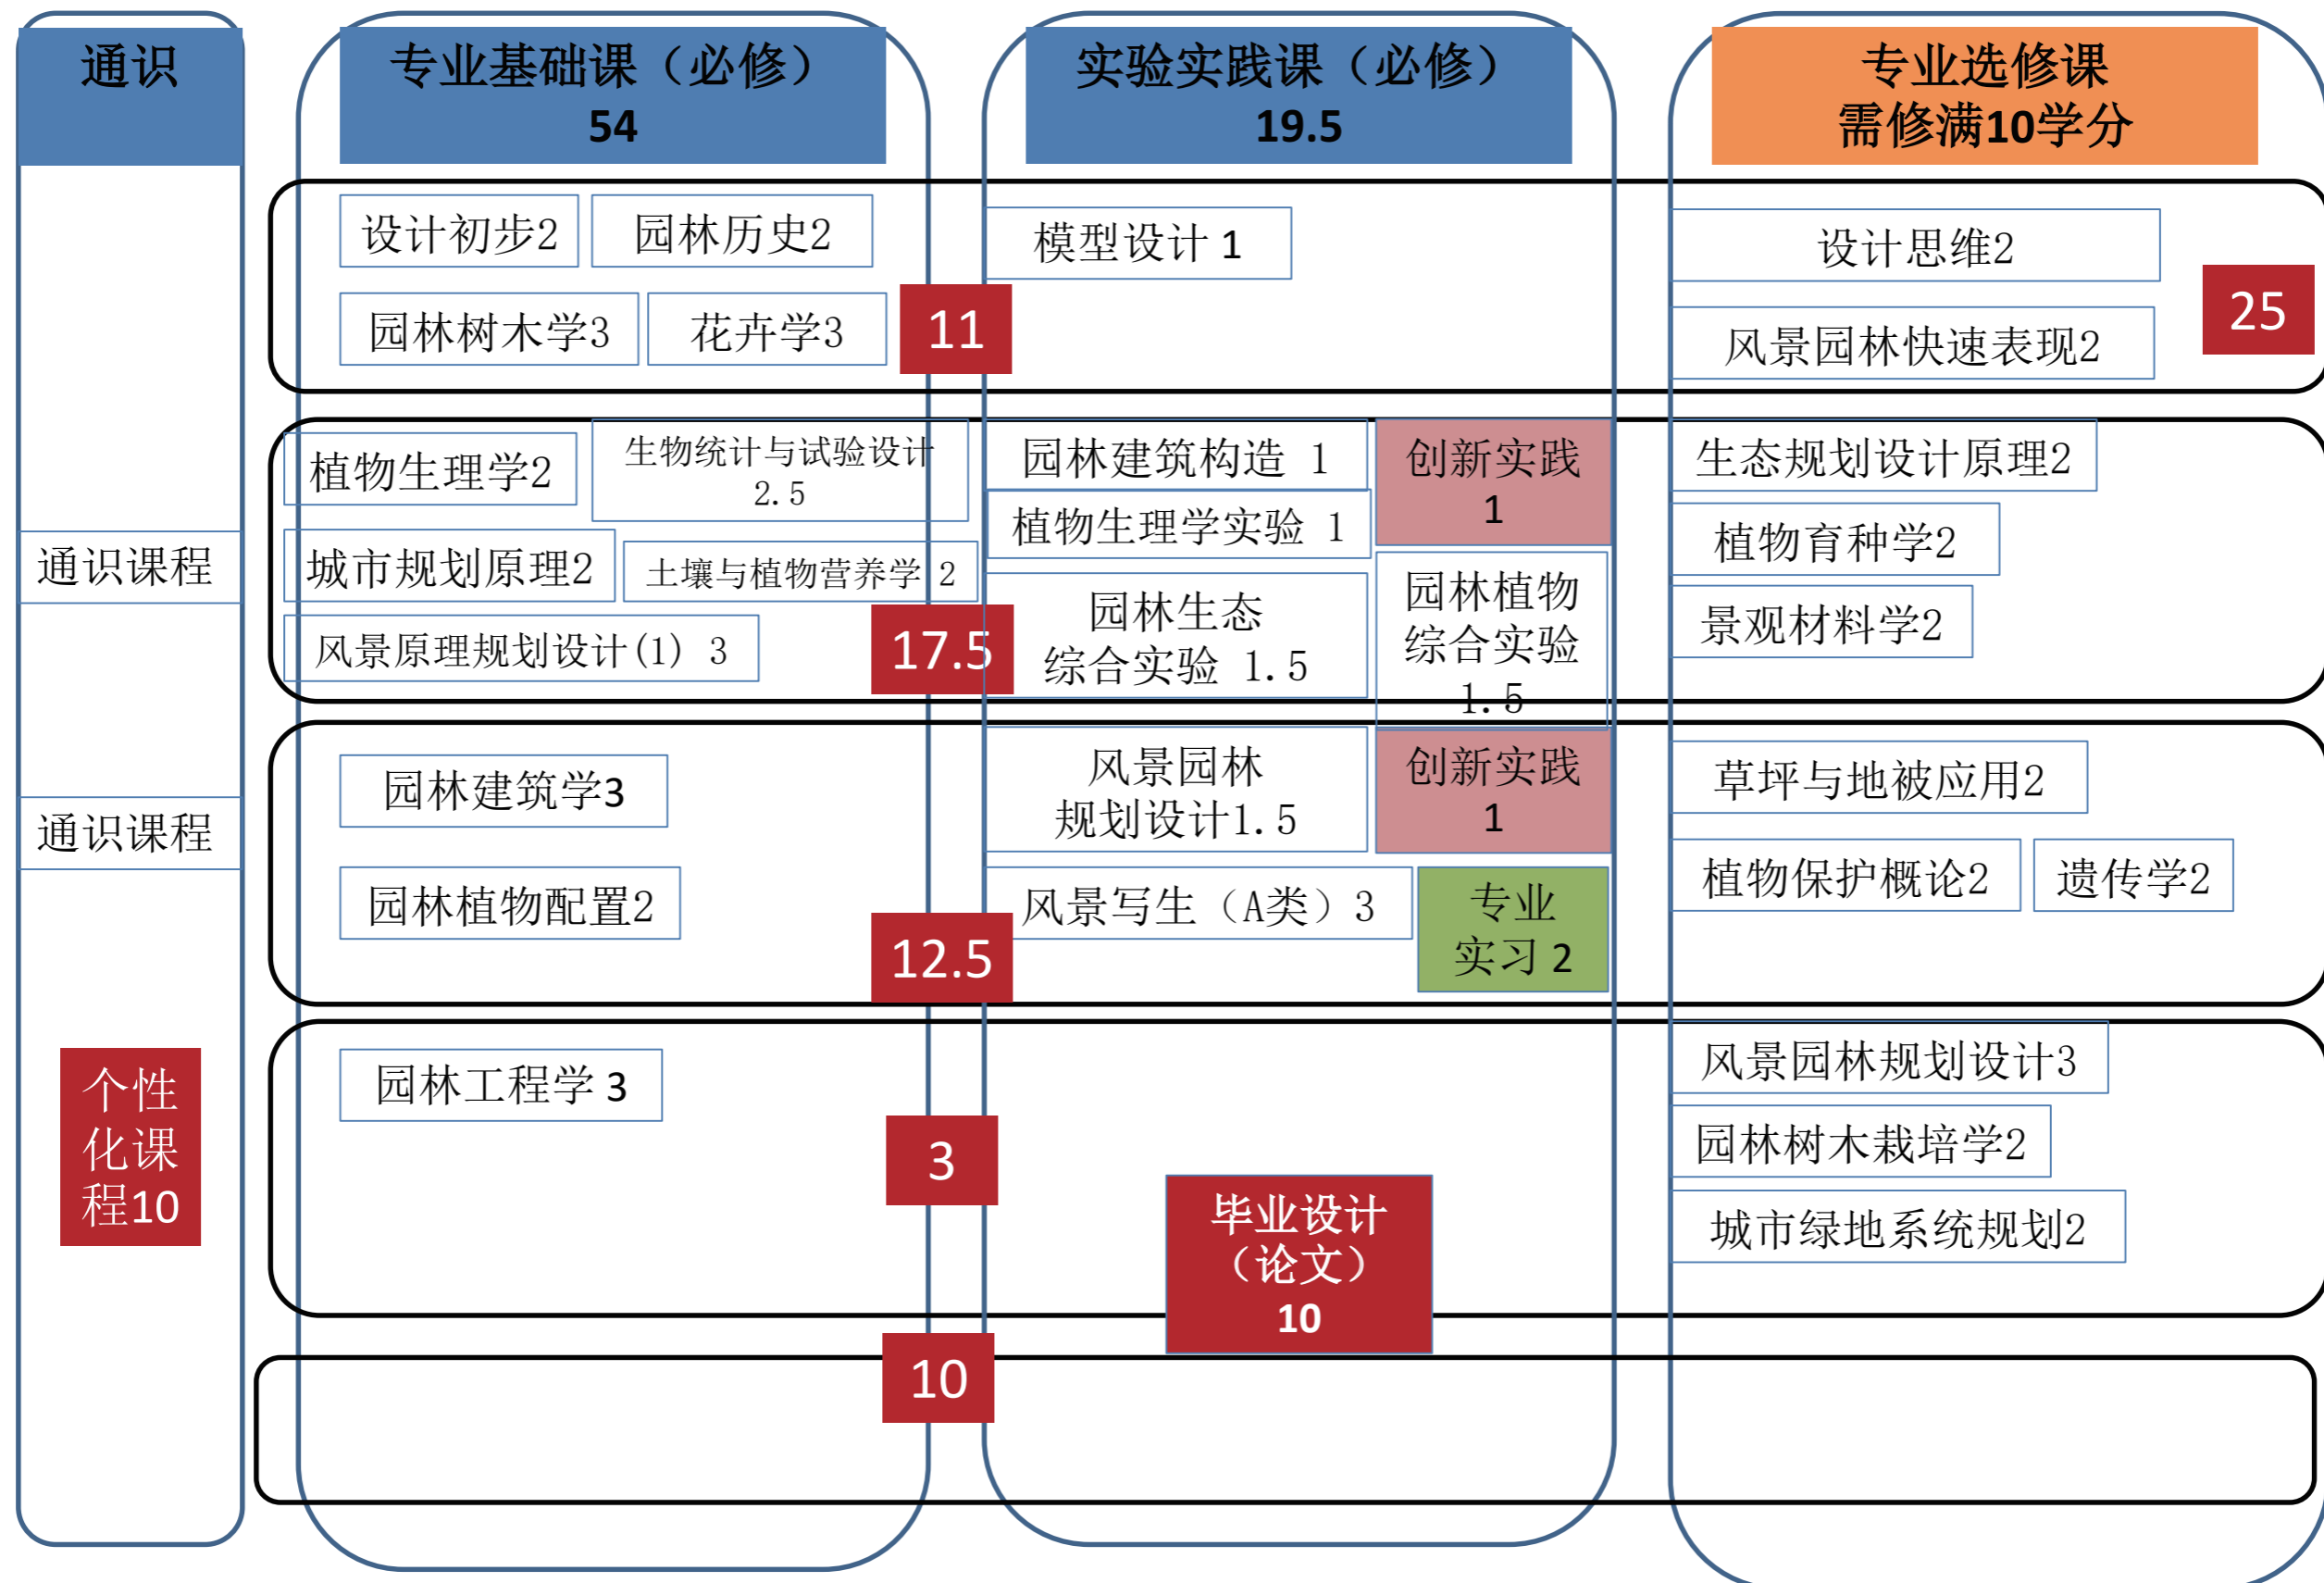 通识
专业基础课（必修）
54
实验实践课（必修）
19.5
专业选修课
需修满10学分
设计初步2
园林历史2
模型设计 1
设计思维2
园林树木学3
花卉学3
11
风景园林快速表现2
25
植物生理学2
生物统计与试验设计
2.5
园林建筑构造 1
创新实践
1
生态规划设计原理2
植物生理学实验 1
植物育种学2
通识课程
城市规划原理2
土壤与植物营养学 2
园林生态
综合实验 1.5
园林植物
综合实验
1.5
景观材料学2
风景原理规划设计(1) 3
17.5
通识课程
园林建筑学3
风景园林
规划设计1.5
创新实践
1
草坪与地被应用2
园林植物配置2
风景写生（A类）3
专业
实习 2
植物保护概论2
遗传学2
12.5
个性
化课
程10
园林工程学 3
风景园林规划设计3
3
园林树木栽培学2
毕业设计
（论文）
10
城市绿地系统规划2
10